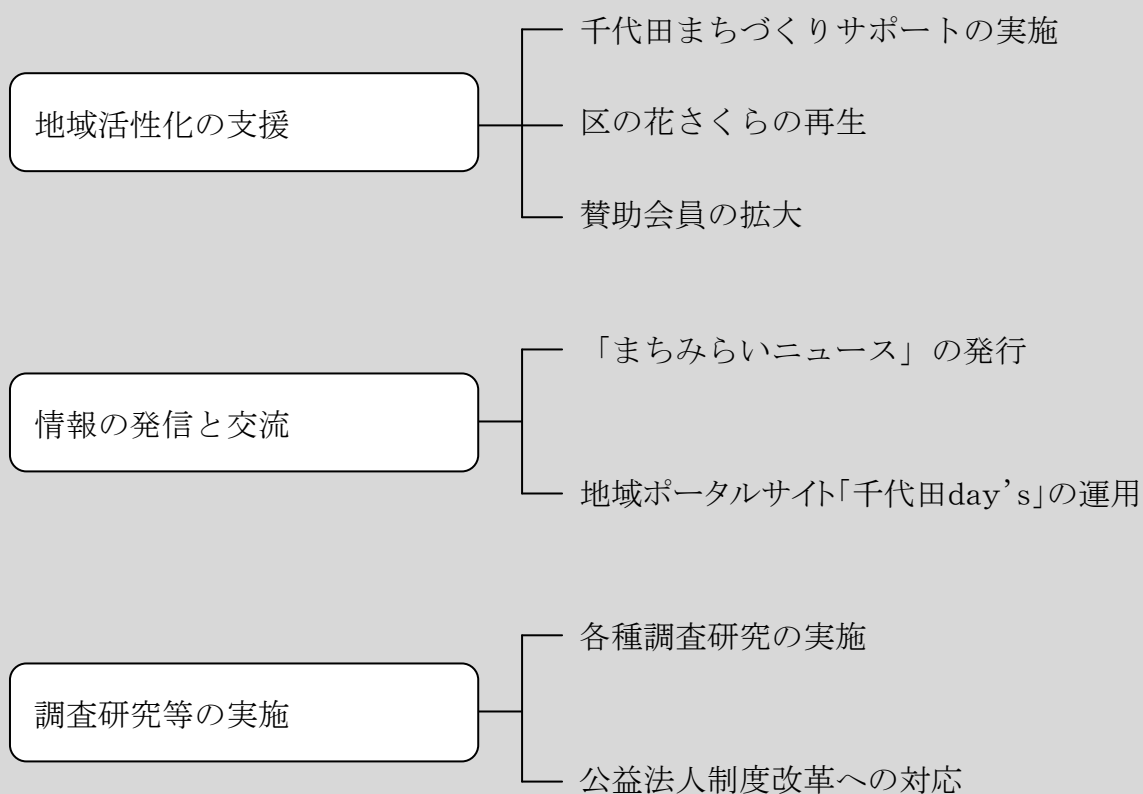 地域活性化の支援
千代田まちづくりサポートの実施
区の花さくらの再生
賛助会員の拡大
情報の発信と交流
「まちみらいニュース」の発行
地域ポータルサイト「千代田day’s」の運用
調査研究等の実施
各種調査研究の実施
公益法人制度改革への対応